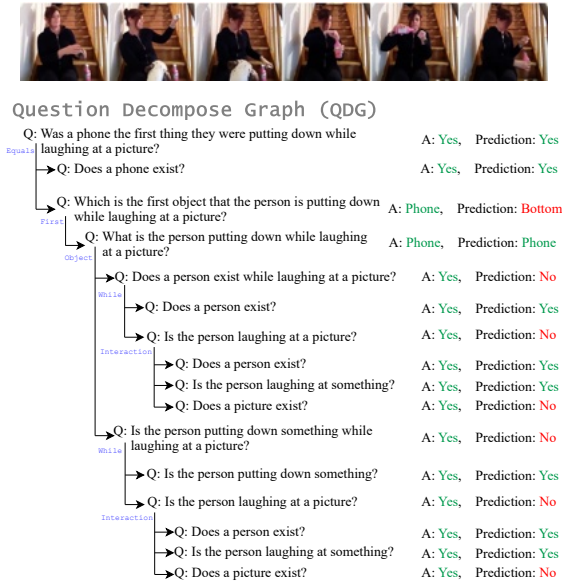 Question Decompose Graph (QDG)
Q: Was a phone the first thing they were putting down while
laughing at a picture?
A: Yes, Prediction: Yes
Equals
Q: Does a phone exist?
A: Yes, Prediction: Yes
Q: Which is the first object that the person is putting down
while laughing at a picture?
A: Phone, Prediction: Bottom
First
Q: What is the person putting down while laughing
at a picture?
A: Phone, Prediction: Phone
Object
Q: Does a person exist while laughing at a picture?
A: Yes, Prediction: No
While
Q: Does a person exist?
A: Yes, Prediction: Yes
Q: Is the person laughing at a picture?
A: Yes, Prediction: No
Interaction
Q: Does a person exist?
A: Yes, Prediction: Yes
Q: Is the person laughing at something?
A: Yes, Prediction: Yes
Q: Does a picture exist?
A: Yes, Prediction: No
Q: Is the person putting down something while
laughing at a picture?
A: Yes, Prediction: No
While
Q: Is the person putting down something?
A: Yes, Prediction: Yes
Q: Is the person laughing at a picture?
A: Yes, Prediction: No
Interaction
Q: Does a person exist?
A: Yes, Prediction: Yes
Q: Is the person laughing at something?
A: Yes, Prediction: Yes
Q: Does a picture exist?
A: Yes, Prediction: No